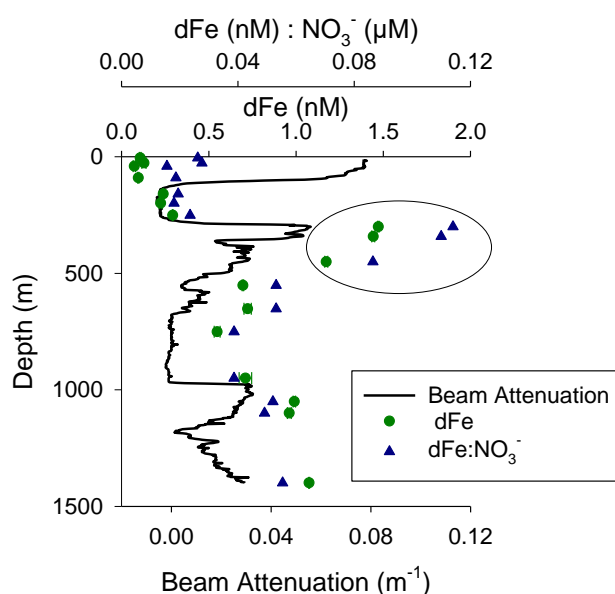 dFe (nM) : NO₃⁻ (µM)
0.00 0.04 0.08 0.12
dFe (nM)
0.0 0.5 1.0 1.5 2.0
0
500
1000
1500
Depth (m)
Beam Attenuation
dFe
dFe:NO₃⁻
0.00 0.04 0.08 0.12
Beam Attenuation (m⁻¹)